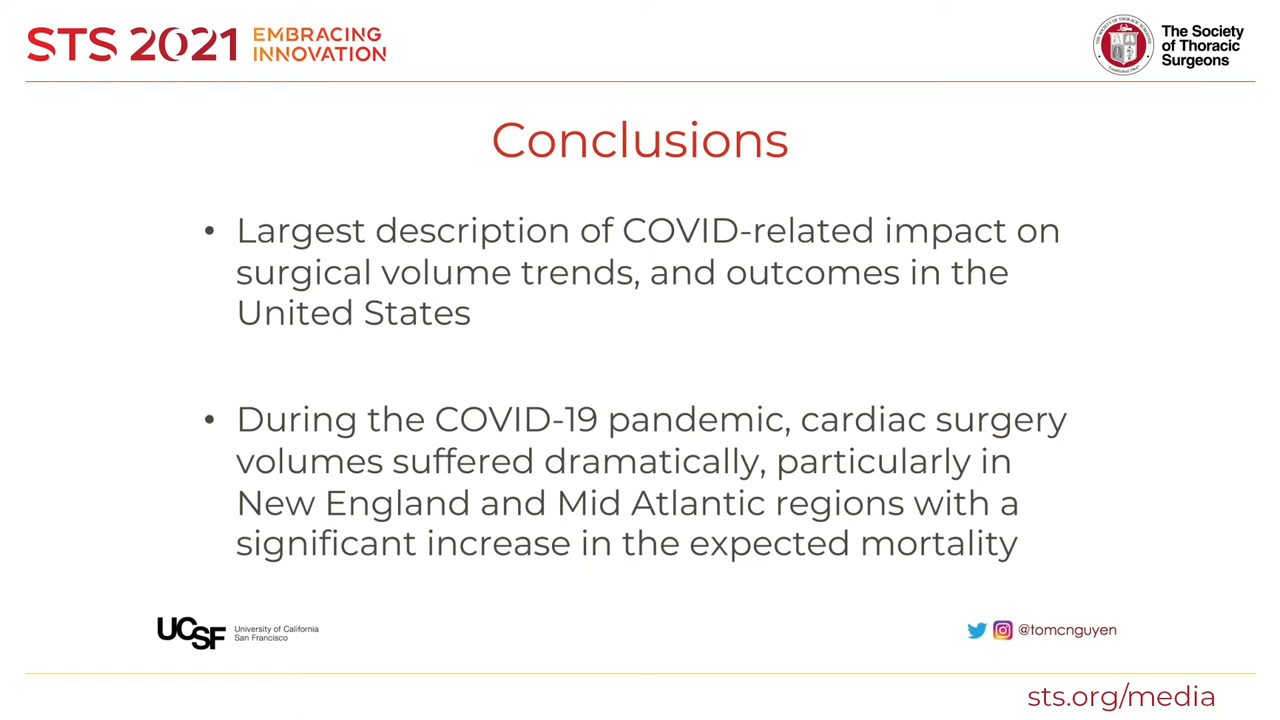 STS 2021 EMBRACING
INNOVATION
The Society
of Thoracic
Surgeons
Conclusions
• Largest description of COVID-related impact on
surgical volume trends, and outcomes in the
United States
• During the COVID-19 pandemic, cardiac surgery
volumes suffered dramatically, particularly in
New England and Mid Atlantic regions with a
significant increase in the expected mortality
UCSF University of California
San Francisco
@tomcnguyen
sts.org/media